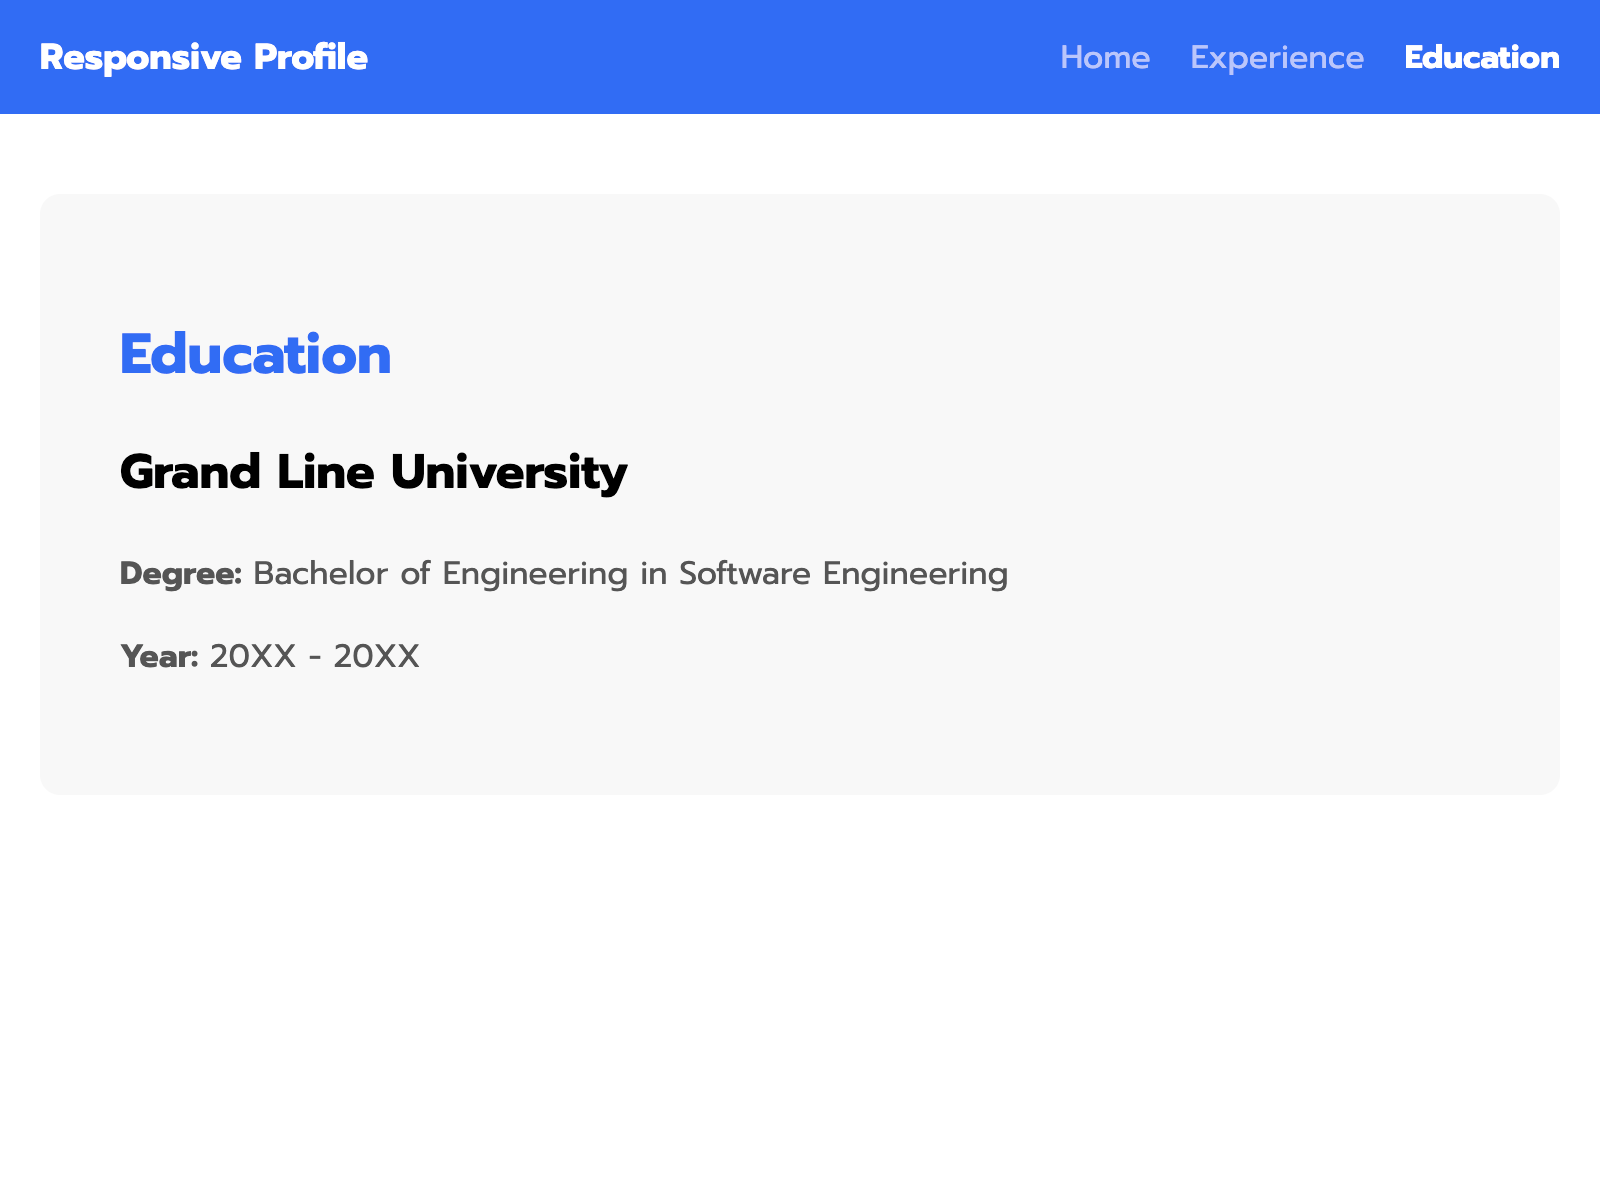 Responsive Profile
Home Experience Education
Education
Grand Line University
Degree: Bachelor of Engineering in Software Engineering
Year: 20XX - 20XX